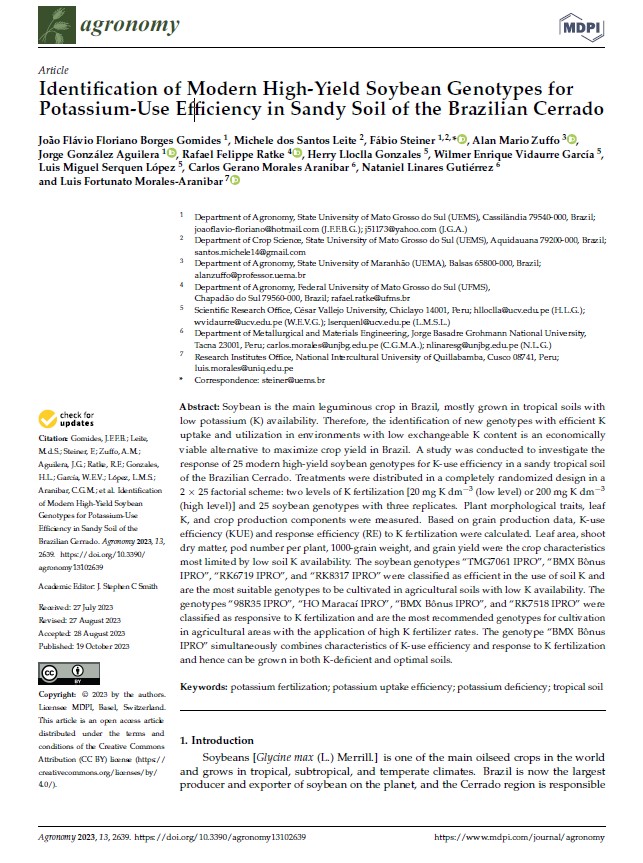 agronomy
MDPI
Article
Identification of Modern High-Yield Soybean Genotypes for
Potassium-Use Efficiency in Sandy Soil of the Brazilian Cerrado
João Flávio Floriano Borges Gomides 1, Michele dos Santos Leite 2, Fábio Steiner 1,2,*, Alan Mario Zuffo 3,
Jorge González Aguilera 1, Rafael Felippe Ratke 4, Herry Lloclla Gonzales 5, Wilmer Enrique Vidaurre García 5,
Luis Miguel Serquen López 5, Carlos Gerano Morales Aranibar 6, Nataniel Linares Gutiérrez 6
and Luis Fortunato Morales-Aranibar 7
1 Department of Agronomy, State University of Mato Grosso do Sul (UEMS), Cassilândia 79540-000, Brazil;
joaoflavio-floriano@hotmail.com (J.F.F.B.G.); j51173@yahoo.com (J.G.A.)
2 Department of Crop Science, State University of Mato Grosso do Sul (UEMS), Aquidauana 79200-000, Brazil;
santos.michele14@gmail.com
3 Department of Agronomy, State University of Maranhão (UEMA), Balsas 65800-000, Brazil;
alanzuffo@professor.uema.br
4 Department of Agronomy, Federal University of Mato Grosso do Sul (UFMS),
Chapadão do Sul 79560-000, Brazil; rafael.ratke@ufms.br
5 Scientific Research Office, César Vallejo University, Chiclayo 14001, Peru; hlloclla@ucv.edu.pe (H.L.G.);
wvidaurre@ucv.edu.pe (W.E.V.G.); lserquenl@ucv.edu.pe (L.M.S.L.)
6 Department of Metallurgical and Materials Engineering, Jorge Basadre Grohmann National University,
Tacna 23001, Peru; carlos.morales@unjbg.edu.pe (C.G.M.A.); nlinaresg@unjbg.edu.pe (N.L.G.)
7 Research Institutes Office, National Intercultural University of Quillabamba, Cusco 08741, Peru;
luis.morales@uniq.edu.pe
* Correspondence: steiner@uems.br
Abstract: Soybean is the main leguminous crop in Brazil, mostly grown in tropical soils with
low potassium (K) availability. Therefore, the identification of new genotypes with efficient K
uptake and utilization in environments with low exchangeable K content is an economically
viable alternative to maximize crop yield in Brazil. A study was conducted to investigate the
response of 25 modern high-yield soybean genotypes for K-use efficiency in a sandy tropical soil
of the Brazilian Cerrado. Treatments were distributed in a completely randomized design in a
2 × 25 factorial scheme: two levels of K fertilization [20 mg K dm−3 (low level) or 200 mg K dm−3
(high level)] and 25 soybean genotypes with three replicates. Plant morphological traits, leaf
K, and crop production components were measured. Based on grain production data, K-use
efficiency (KUE) and response efficiency (RE) to K fertilization were calculated. Leaf area, shoot
dry matter, pod number per plant, 1000-grain weight, and grain yield were the crop characteristics
most limited by low soil K availability. The soybean genotypes “TMG7061 IPRO”, “BMX Bônus
IPRO”, “RK6719 IPRO”, and “RK8317 IPRO” were classified as efficient in the use of soil K and
are the most suitable genotypes to be cultivated in agricultural soils with low K availability. The
genotypes “98R35 IPRO”, “HO Maracaí IPRO”, “BMX Bônus IPRO”, and “RK7518 IPRO” were
classified as responsive to K fertilization and are the most recommended genotypes for cultivation
in agricultural areas with the application of high K fertilizer rates. The genotype “BMX Bônus
IPRO” simultaneously combines characteristics of K-use efficiency and response to K fertilization
and hence can be grown in both K-deficient and optimal soils.
Keywords: potassium fertilization; potassium uptake efficiency; potassium deficiency; tropical soil
check for
updates
Citation: Gomides, J.F.F.B.; Leite,
M.d.S.; Steiner, F.; Zuffo, A.M.;
Aguilera, J.G.; Ratke, R.F.; Gonzales,
H.L.; García, W.E.V.; López, L.M.S.;
Aranibar, C.G.M.; et al. Identification
of Modern High-Yield Soybean
Genotypes for Potassium-Use
Efficiency in Sandy Soil of the
Brazilian Cerrado. Agronomy 2023, 13,
2639. https://doi.org/10.3390/
agronomy13102639
Academic Editor: J. Stephen C Smith
Received: 27 July 2023
Revised: 27 August 2023
Accepted: 28 August 2023
Published: 19 October 2023
CC BY
Copyright: © 2023 by the authors.
Licensee MDPI, Basel, Switzerland.
This article is an open access article
distributed under the terms and
conditions of the Creative Commons
Attribution (CC BY) license (https://
creativecommons.org/licenses/by/
4.0/).
1. Introduction
Soybeans [Glycine max (L.) Merrill.] is one of the main oilseed crops in the world
and grows in tropical, subtropical, and temperate climates. Brazil is now the largest
producer and exporter of soybean on the planet, and the Cerrado region is responsible
Agronomy 2023, 13, 2639. https://doi.org/10.3390/agronomy13102639
https://www.mdpi.com/journal/agronomy